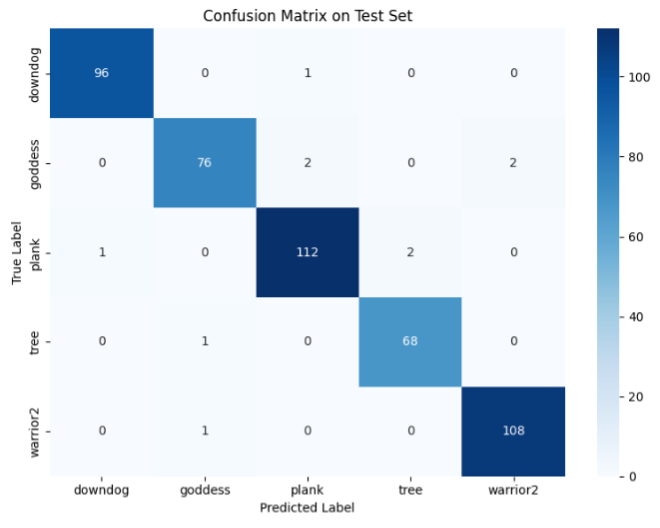 Confusion Matrix on Test Set
True Label
downdog 96 0 1 0 0
goddess 0 76 2 0 2
plank 1 0 112 2 0
tree 0 1 0 68 0
warrior2 0 1 0 0 108
downdog goddess plank tree warrior2
Predicted Label
100
80
60
40
20
0